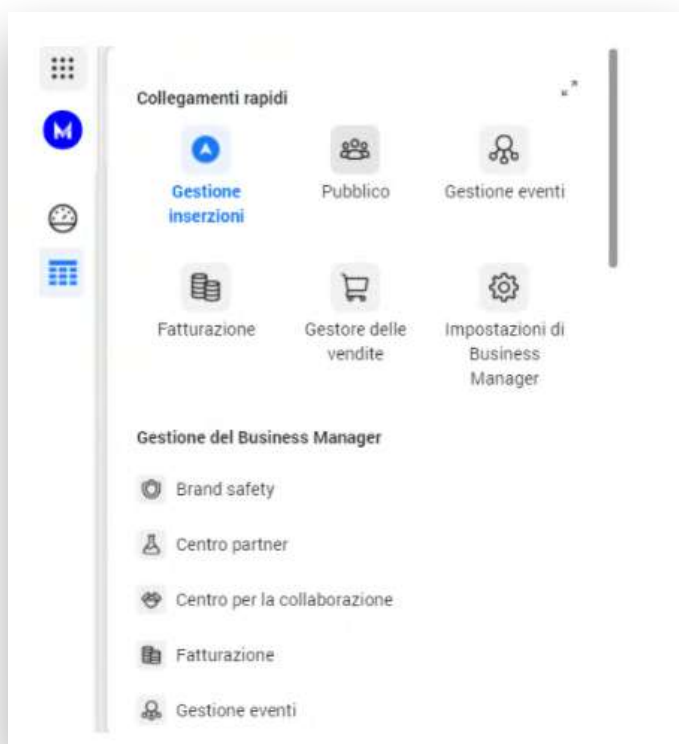 Collegamenti rapidi
M
Gestione
inserzioni
Pubblico
Gestione eventi
Fatturazione
Gestore delle
vendite
Impostazioni di
Business
Manager
Gestione del Business Manager
Brand safety
Centro partner
Centro per la collaborazione
Fatturazione
Gestione eventi